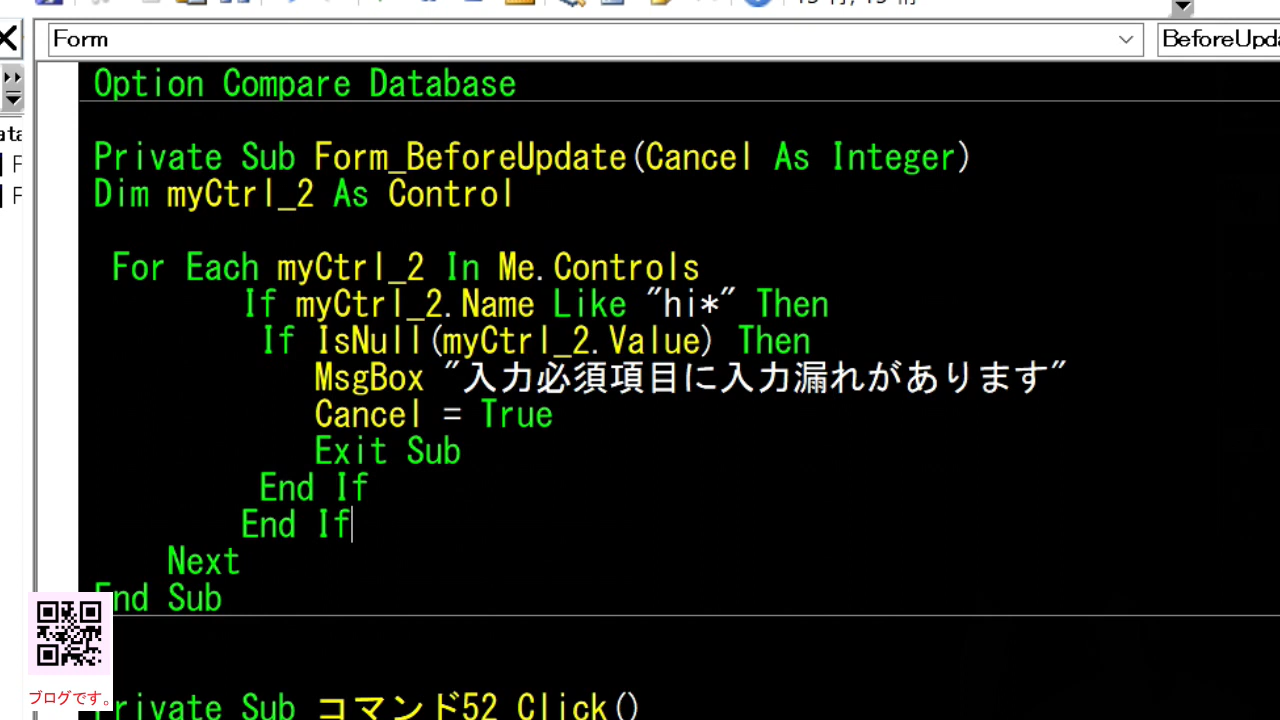 Form
BeforeUpda
Option Compare Database
Private Sub Form_BeforeUpdate(Cancel As Integer)
Dim myCtrl_2 As Control
For Each myCtrl_2 In Me.Controls
If myCtrl_2.Name Like "hi*" Then
If IsNull(myCtrl_2.Value) Then
MsgBox "入力必須項目に入力漏れがあります"
Cancel = True
Exit Sub
End If
End If
Next
End Sub
ブログです。
Private Sub コマンド52_Click()